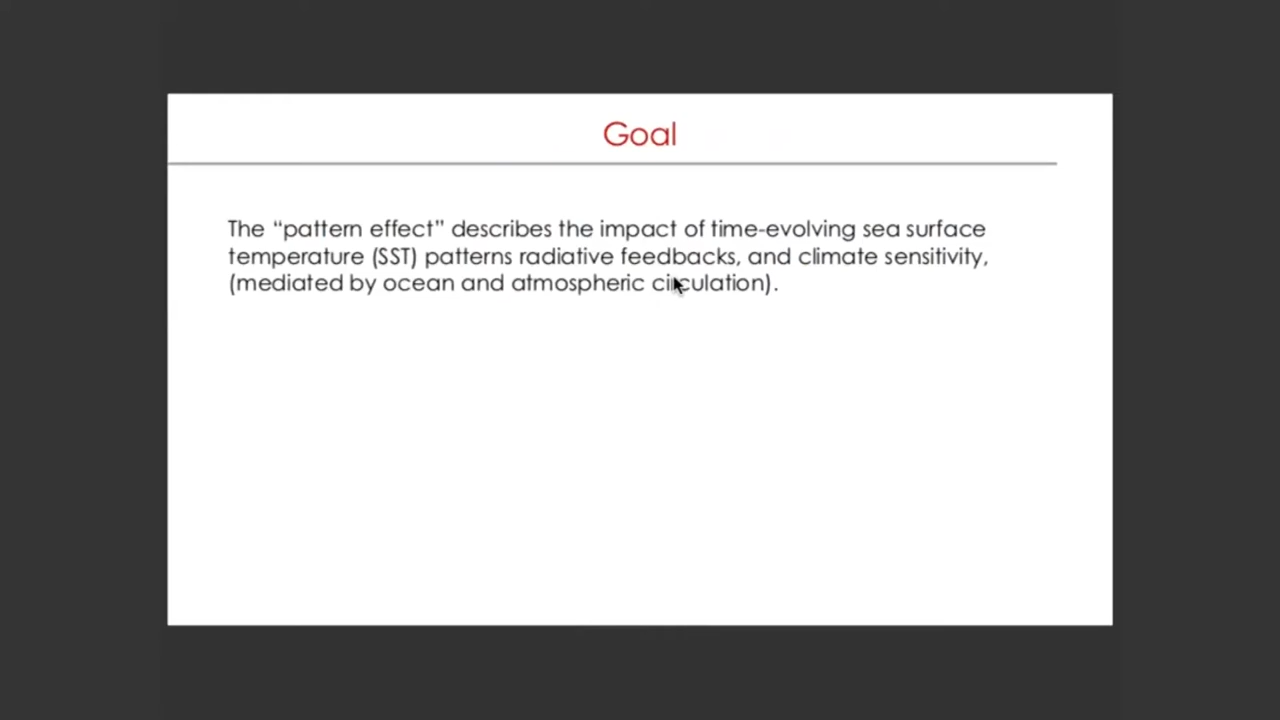 Goal
The “pattern effect” describes the impact of time-evolving sea surface
temperature (SST) patterns radiative feedbacks, and climate sensitivity,
(mediated by ocean and atmospheric circulation).